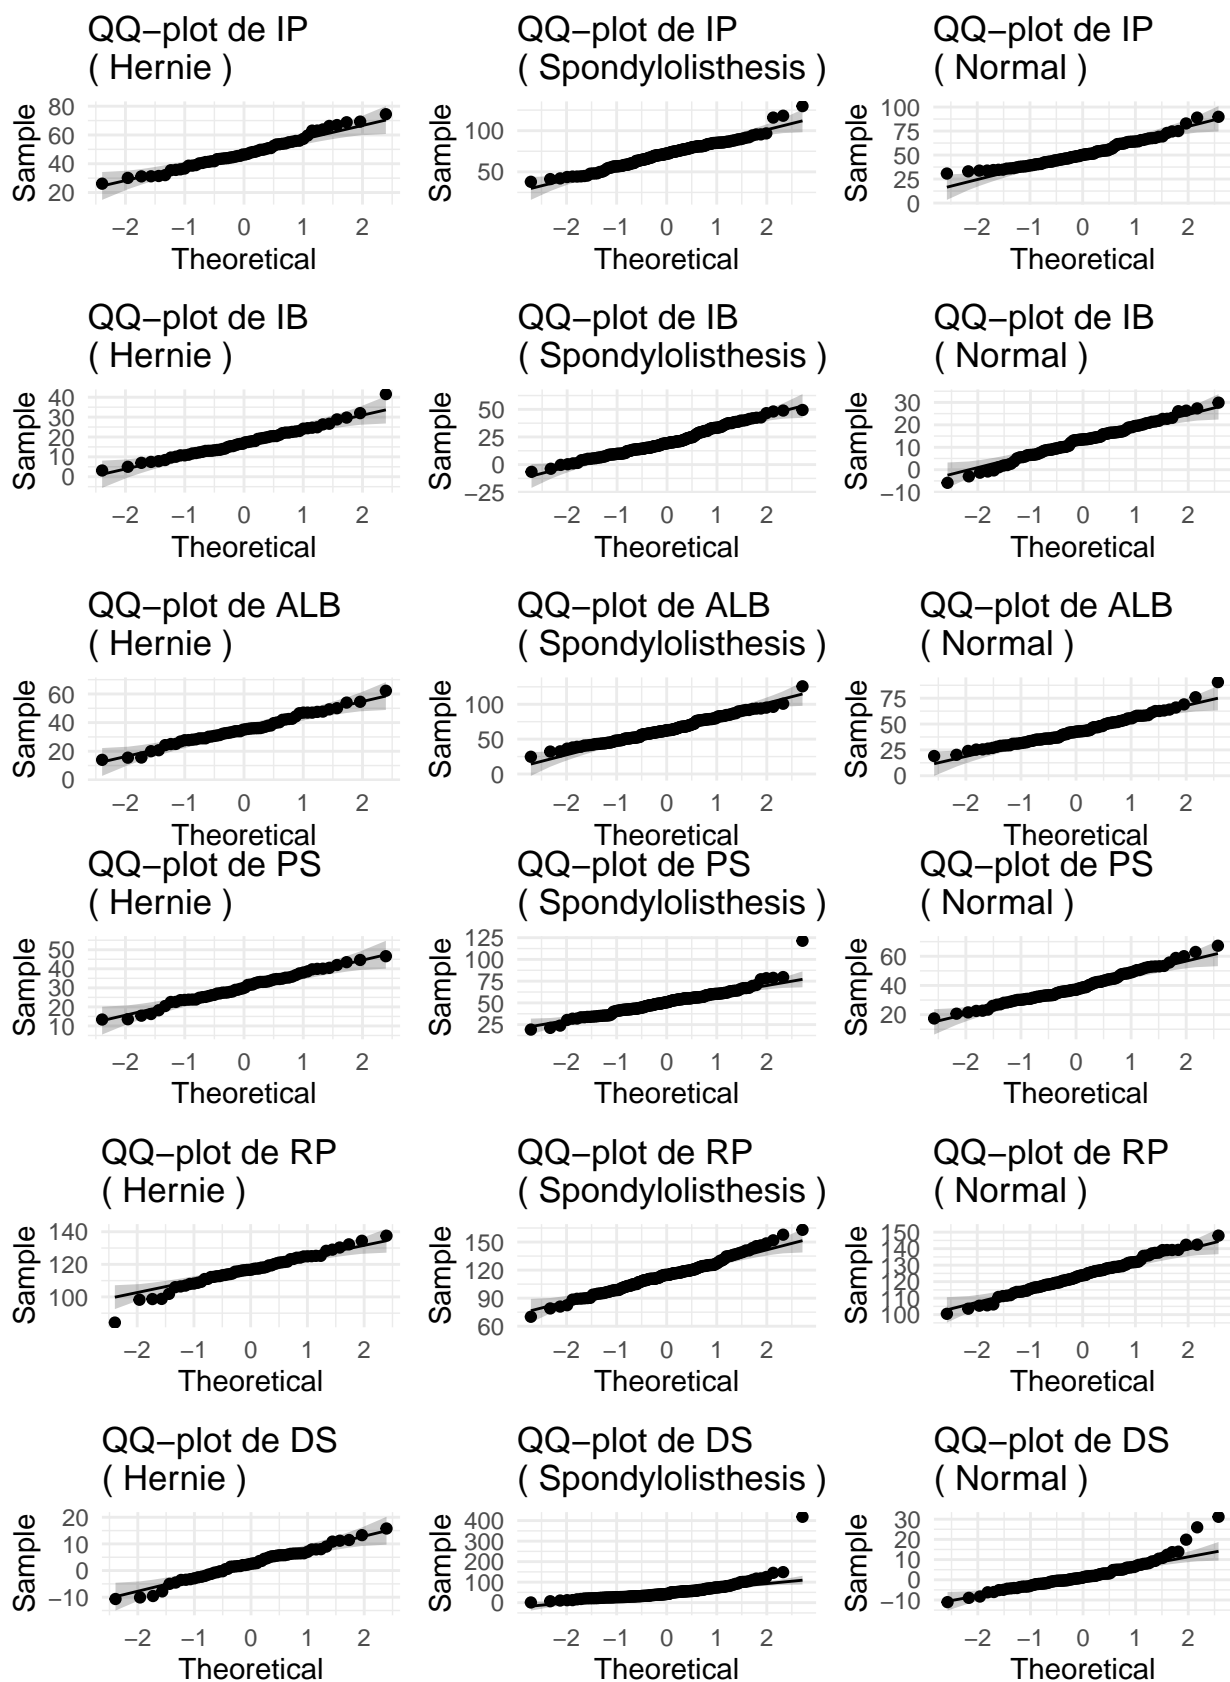 QQ−plot de IP
( Hernie )
80
60
40
20
Sample
−2 −1 0 1 2
Theoretical
QQ−plot de IP
( Spondylolisthesis )
100
50
Sample
−2 −1 0 1 2
Theoretical
QQ−plot de IP
( Normal )
100
75
50
25
0
Sample
−2 −1 0 1 2
Theoretical
QQ−plot de IB
( Hernie )
40
30
20
10
0
Sample
−2 −1 0 1 2
Theoretical
QQ−plot de IB
( Spondylolisthesis )
50
25
0
−25
Sample
−2 −1 0 1 2
Theoretical
QQ−plot de IB
( Normal )
30
20
10
0
−10
Sample
−2 −1 0 1 2
Theoretical
QQ−plot de ALB
( Hernie )
60
40
20
0
Sample
−2 −1 0 1 2
Theoretical
QQ−plot de ALB
( Spondylolisthesis )
100
50
0
Sample
−2 −1 0 1 2
Theoretical
QQ−plot de ALB
( Normal )
75
50
25
0
Sample
−2 −1 0 1 2
Theoretical
QQ−plot de PS
( Hernie )
50
40
30
20
10
Sample
−2 −1 0 1 2
Theoretical
QQ−plot de PS
( Spondylolisthesis )
125
100
75
50
25
Sample
−2 −1 0 1 2
Theoretical
QQ−plot de PS
( Normal )
60
40
20
Sample
−2 −1 0 1 2
Theoretical
QQ−plot de RP
( Hernie )
140
120
100
Sample
−2 −1 0 1 2
Theoretical
QQ−plot de RP
( Spondylolisthesis )
150
120
90
60
Sample
−2 −1 0 1 2
Theoretical
QQ−plot de RP
( Normal )
150
140
130
120
110
100
Sample
−2 −1 0 1 2
Theoretical
QQ−plot de DS
( Hernie )
20
10
0
−10
Sample
−2 −1 0 1 2
Theoretical
QQ−plot de DS
( Spondylolisthesis )
400
300
200
100
0
Sample
−2 −1 0 1 2
Theoretical
QQ−plot de DS
( Normal )
30
20
10
0
−10
Sample
−2 −1 0 1 2
Theoretical